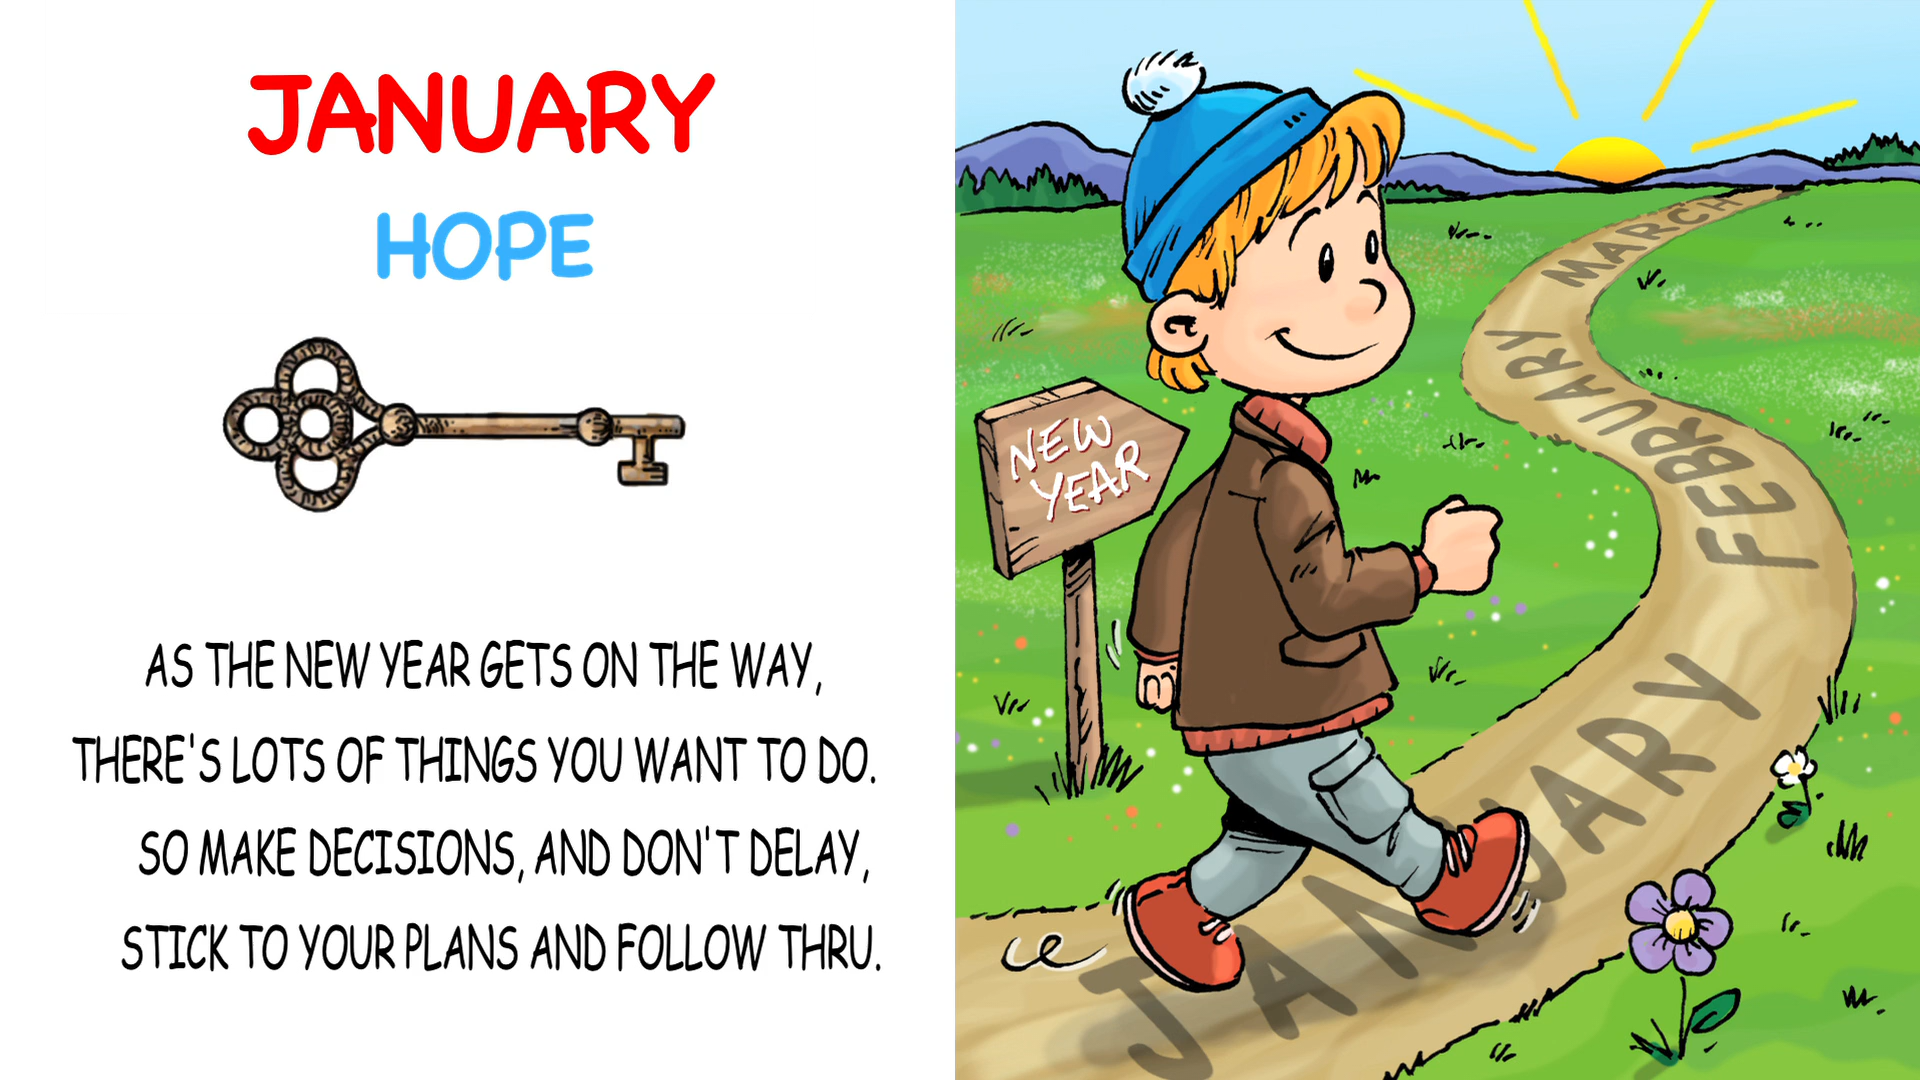 JANUARY
HOPE
AS THE NEW YEAR GETS ON THE WAY,
THERE'S LOTS OF THINGS YOU WANT TO DO.
SO MAKE DECISIONS, AND DON'T DELAY,
STICK TO YOUR PLANS AND FOLLOW THRU.
NEW
YEAR
JANUARY
FEBRUARY
MARCH